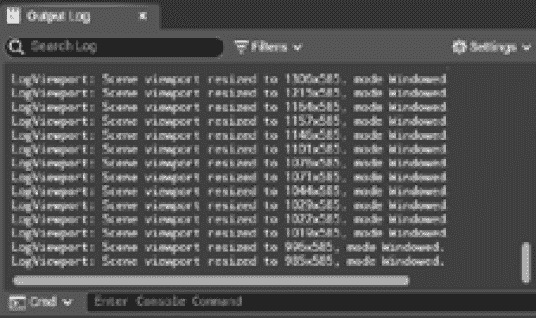 Output Log
Search Log
Filters
Settings
LogViewport: Scene viewport resized to 1306x585, mode Windowed
LogViewport: Scene viewport resized to 1215x585, mode Windowed
LogViewport: Scene viewport resized to 1164x585, mode Windowed
LogViewport: Scene viewport resized to 1157x585, mode Windowed
LogViewport: Scene viewport resized to 1146x585, mode Windowed
LogViewport: Scene viewport resized to 1101x585, mode Windowed
LogViewport: Scene viewport resized to 1076x585, mode Windowed
LogViewport: Scene viewport resized to 1071x585, mode Windowed
LogViewport: Scene viewport resized to 1044x585, mode Windowed
LogViewport: Scene viewport resized to 1029x585, mode Windowed
LogViewport: Scene viewport resized to 1022x585, mode Windowed
LogViewport: Scene viewport resized to 1019x585, mode Windowed
LogViewport: Scene viewport resized to 996x585, mode Windowed.
LogViewport: Scene viewport resized to 985x585, mode Windowed.
Cmd
Enter Console Command